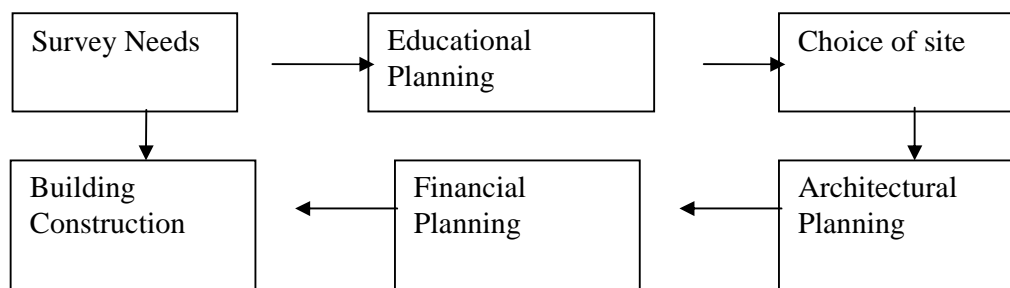 Survey Needs
Educational
Planning
Choice of site
Building
Construction
Financial
Planning
Architectural
Planning